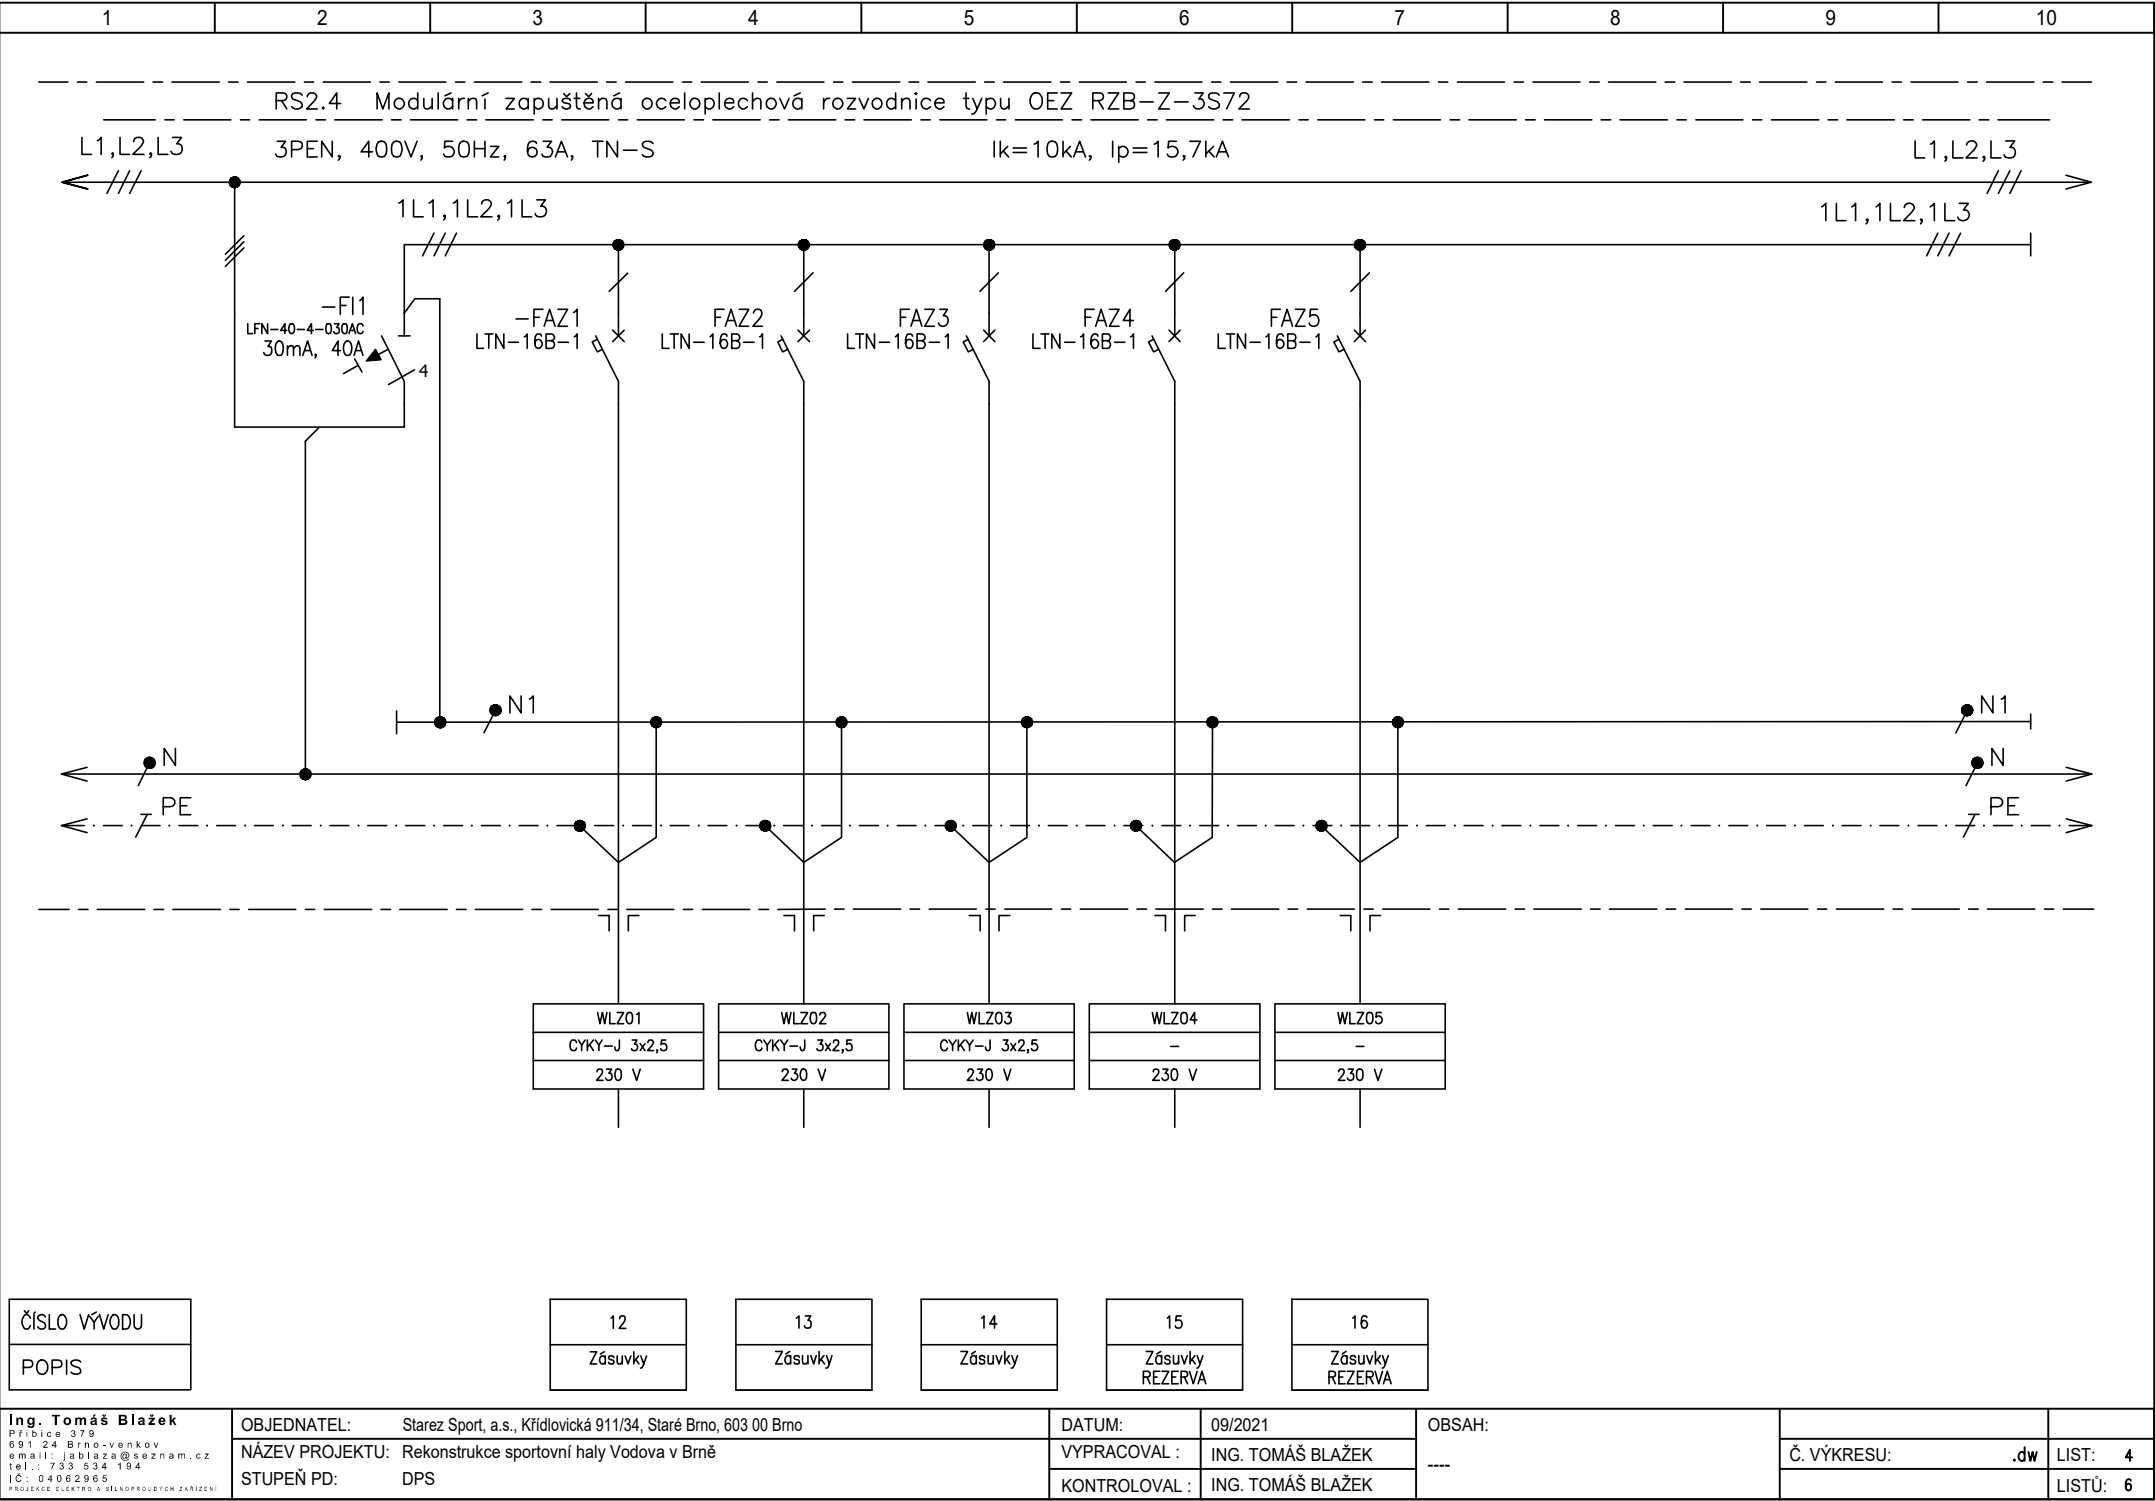 1 2 3 4 5 6 7 8 9 10
RS2.4 Modulární zapuštěná oceloplechová rozvodnice typu OEZ RZB-Z-3S72
L1,L2,L3 3PEN, 400V, 50Hz, 63A, TN-S Ik=10kA, Ip=15,7kA L1,L2,L3
1L1,1L2,1L3 1L1,1L2,1L3
-FI1
LFN-40-4-030AC
30mA, 40A
4
-FAZ1
LTN-16B-1
FAZ2
LTN-16B-1
FAZ3
LTN-16B-1
FAZ4
LTN-16B-1
FAZ5
LTN-16B-1
N1 N1
N N
PE PE
WLZ01 WLZ02 WLZ03 WLZ04 WLZ05
CYKY-J 3x2,5 CYKY-J 3x2,5 CYKY-J 3x2,5 - -
230 V 230 V 230 V 230 V 230 V
ČÍSLO VÝVODU 12 13 14 15 16
POPIS
Zásuvky
Zásuvky
Zásuvky
Zásuvky
REZERVA
Zásuvky
REZERVA
Ing. Tomáš Blažek
Přibice 379
691 24 Brno-venkov
email: jablaza@seznam.cz
tel.: 733 534 194
IČ: 04062965
PROJEKCE ELEKTRO A SILNOPROUDÝCH ZAŘÍZENÍ
OBJEDNATEL: Starez Sport, a.s., Křídlovická 911/34, Staré Brno, 603 00 Brno
NÁZEV PROJEKTU: Rekonstrukce sportovní haly Vodova v Brně
STUPEŇ PD: DPS
DATUM: 09/2021
VYPRACOVAL : ING. TOMÁŠ BLAŽEK
KONTROLOVAL : ING. TOMÁŠ BLAŽEK
OBSAH:
----
Č. VÝKRESU: .dw
LIST: 4
LISTŮ: 6